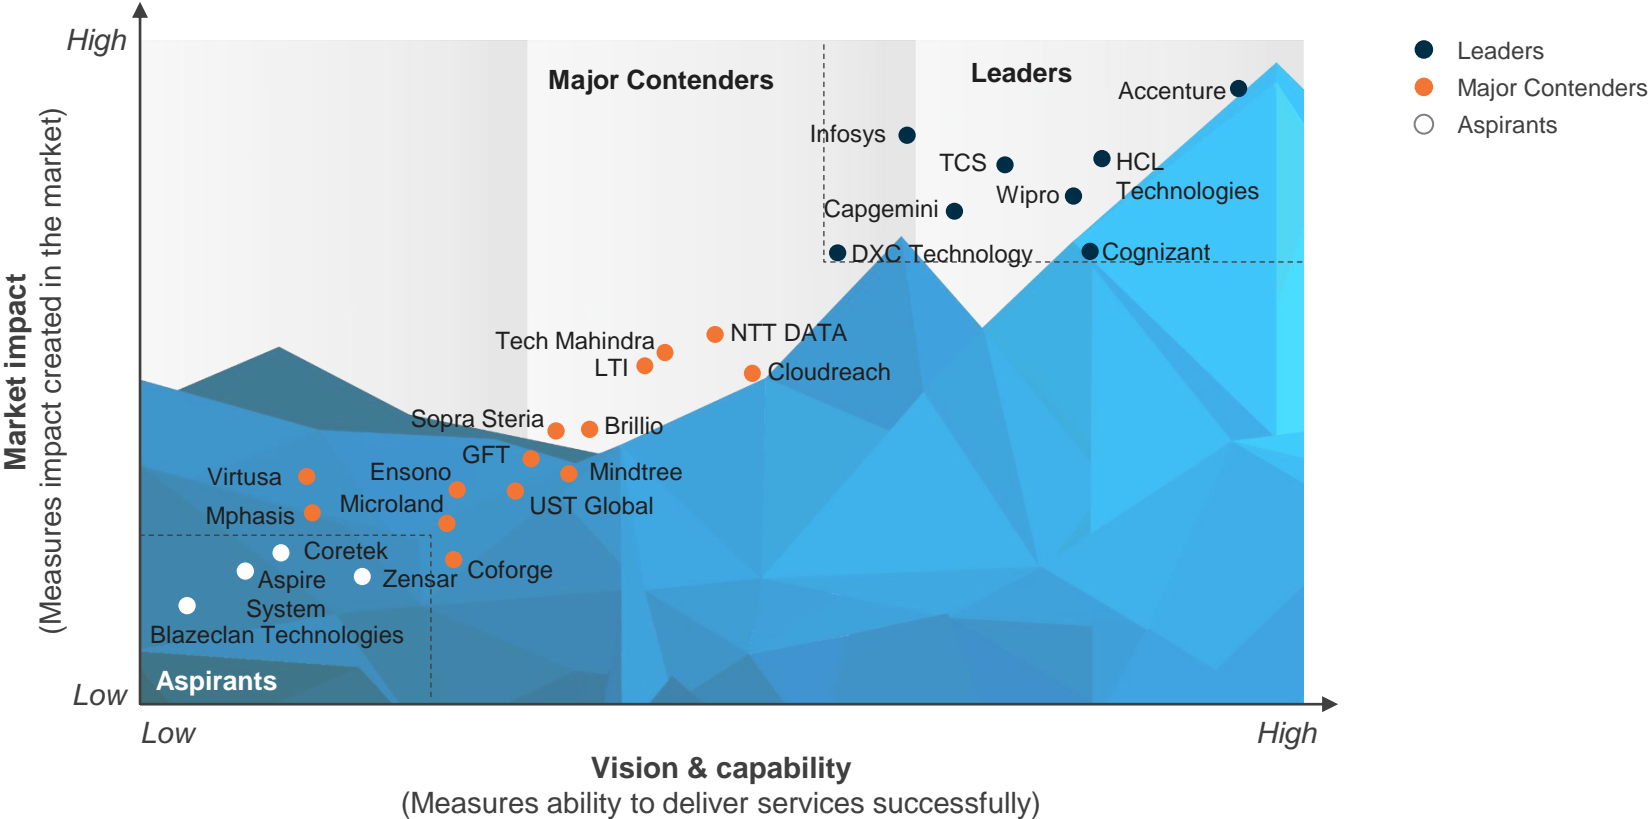 High
Major Contenders
Leaders
Accenture
Infosys
TCS
HCL
Technologies
Wipro
Capgemini
DXC Technology
Cognizant
NTT DATA
Tech Mahindra
LTI
Cloudreach
Sopra Steria
Brillio
GFT
Mindtree
Ensono
Virtusa
Microland
UST Global
Mphasis
Coretek
Coforge
Aspire
System
Zensar
Blazeclan Technologies
Aspirants
Low
Low
High
Market impact
(Measures impact created in the market)
Vision & capability
(Measures ability to deliver services successfully)
Leaders
Major Contenders
Aspirants